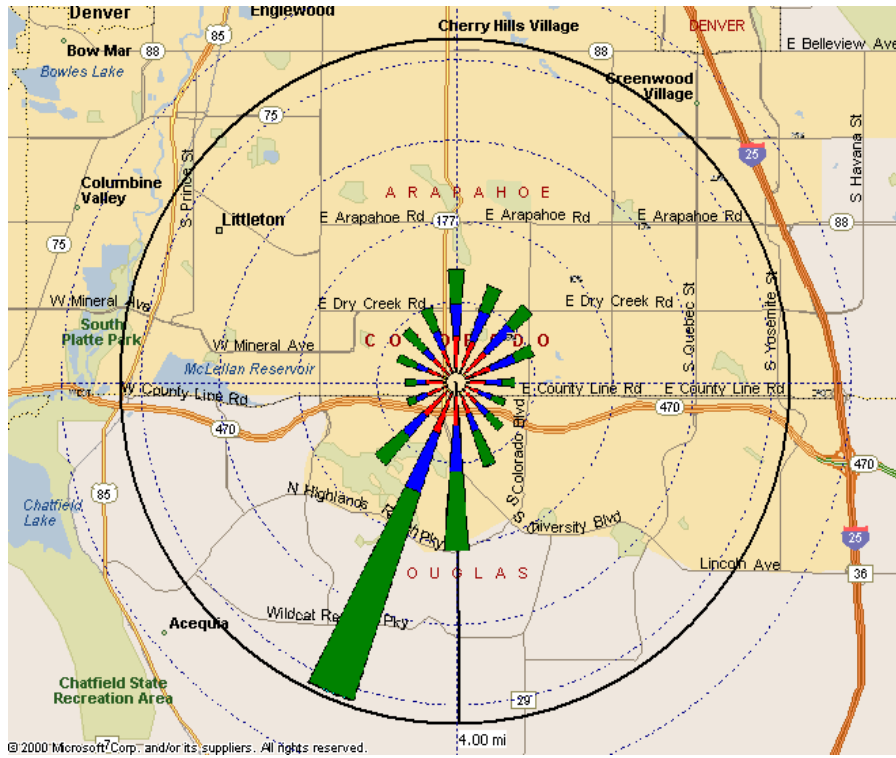 Denver
Englewood
85
Cherry Hills Village
DENVER
Bow Mar
88
88
E Belleview Ave
Bowles Lake
Greenwood
Village
75
25
S Prince St
S Havana St
Columbine
Valley
A R A P A H O E
Littleton
E Arapahoe Rd
177
E Arapahoe Rd
E Arapahoe Rd
88
75
W Mineral Ave
E Dry Creek Rd
E Dry Creek Rd
S Quebec St
S Yosemite St
South
Platte Park
W Mineral Ave
C O O D O
McLellan Reservoir
W County Line Rd
E County Line Rd
E County Line Rd
470
470
470
S Colorado Blvd
85
N Highlands
Pky
S University Blvd
Chatfield
Lake
25
Lincoln Ave
36
O U G L A S
Wildcat Re Pky
Acequia
Chatfield State
Recreation Area
29
7
4.00 mi
© 2000 Microsoft Corp. and/or its suppliers. All rights reserved.